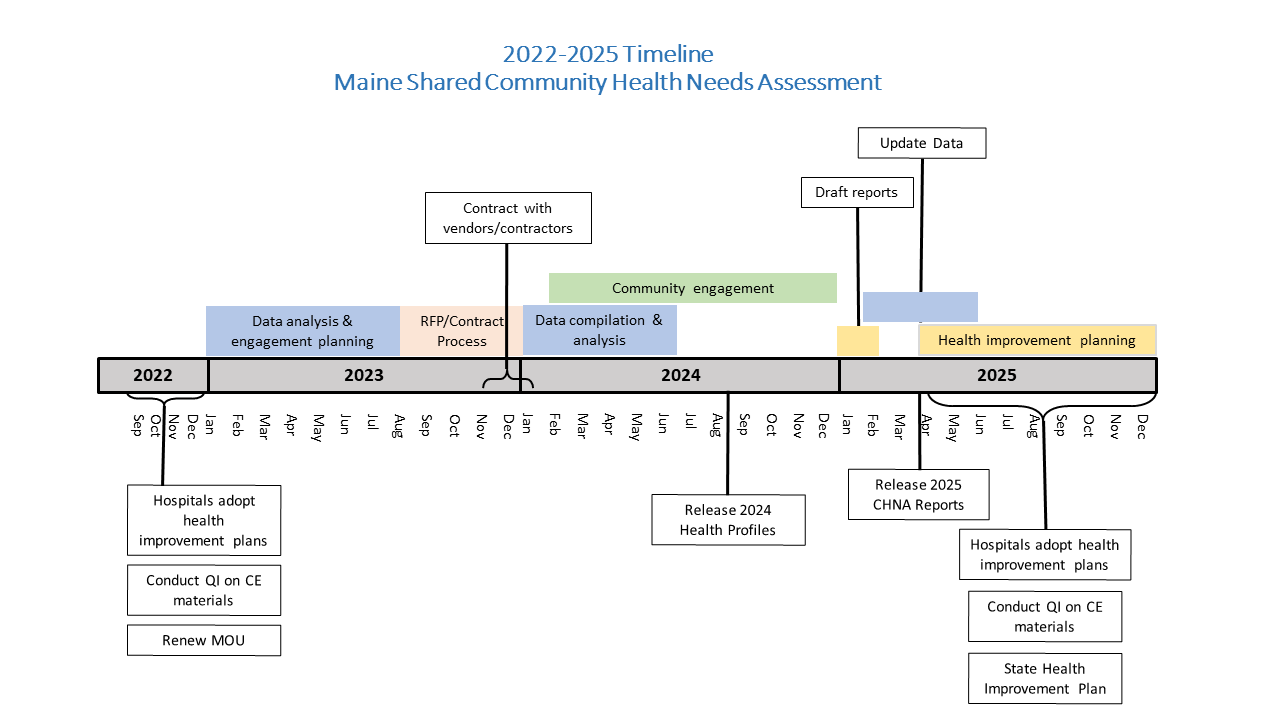 2022-2025 Timeline
Maine Shared Community Health Needs Assessment
Update Data
Draft reports
Contract with
vendors/contractors
Community engagement
Data analysis &
engagement planning
RFP/Contract
Process
Data compilation &
analysis
Health improvement planning
2022 2023 2024 2025
Sep Oct Nov Dec Jan Feb Mar Apr May Jun Jul Aug Sep Oct Nov Dec Jan Feb Mar Apr May Jun Jul Aug Sep Oct Nov Dec Jan Feb Mar Apr May Jun Jul Aug Sep Oct Nov Dec
Hospitals adopt
health
improvement plans
Conduct QI on CE
materials
Renew MOU
Release 2024
Health Profiles
Release 2025
CHNA Reports
Hospitals adopt health
improvement plans
Conduct QI on CE
materials
State Health
Improvement Plan